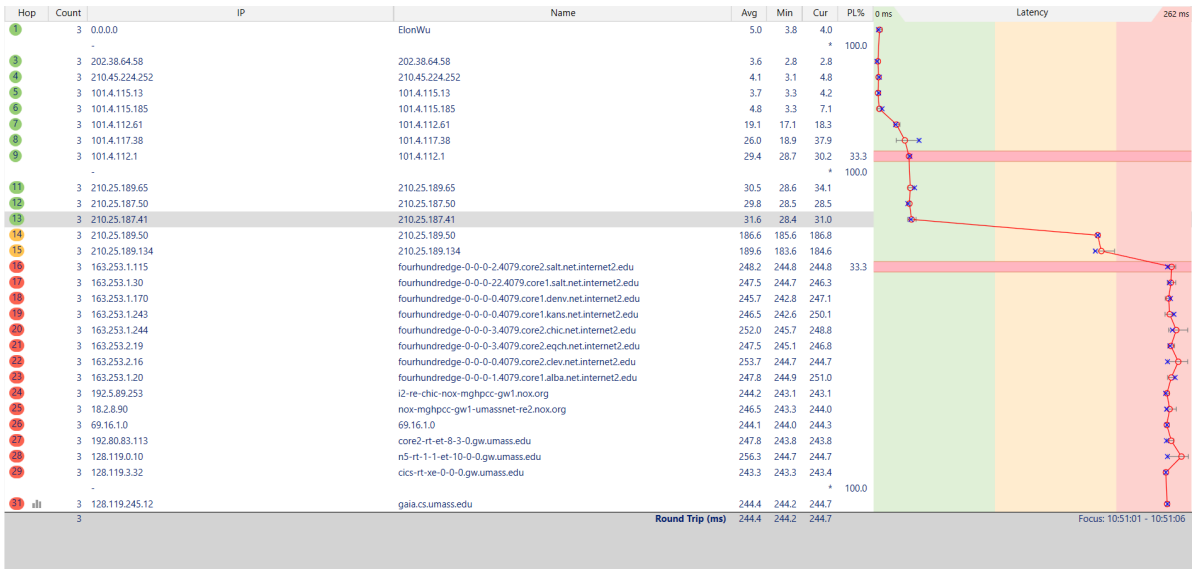 Hop Count IP Name Avg Min Cur PL% 0 ms Latency 262 ms
1 3 0.0.0.0 ElonWu 5.0 3.8 4.0
- * 100.0
3 3 202.38.64.58 202.38.64.58 3.6 2.8 2.8
4 3 210.45.224.252 210.45.224.252 4.1 3.1 4.8
5 3 101.4.115.13 101.4.115.13 3.7 3.3 4.2
6 3 101.4.115.185 101.4.115.185 4.8 3.3 7.1
7 3 101.4.112.61 101.4.112.61 19.1 17.1 18.3
8 3 101.4.117.38 101.4.117.38 26.0 18.9 37.9
9 3 101.4.112.1 101.4.112.1 29.4 28.7 30.2 33.3
- * 100.0
11 3 210.25.189.65 210.25.189.65 30.5 28.6 34.1
12 3 210.25.187.50 210.25.187.50 29.8 28.5 28.5
13 3 210.25.187.41 210.25.187.41 31.6 28.4 31.0
14 3 210.25.189.50 210.25.189.50 186.6 185.6 186.8
15 3 210.25.189.134 210.25.189.134 189.6 183.6 184.6
16 3 163.253.1.115 fourhundredge-0-0-0-2.4079.core2.salt.net.internet2.edu 248.2 244.8 244.8 33.3
17 3 163.253.1.30 fourhundredge-0-0-0-22.4079.core1.salt.net.internet2.edu 247.5 244.7 246.3
18 3 163.253.1.170 fourhundredge-0-0-0-0.4079.core1.denv.net.internet2.edu 245.7 242.8 247.1
19 3 163.253.1.243 fourhundredge-0-0-0-0.4079.core1.kans.net.internet2.edu 246.5 242.6 250.1
20 3 163.253.1.244 fourhundredge-0-0-0-3.4079.core2.chic.net.internet2.edu 252.0 245.7 248.8
21 3 163.253.2.19 fourhundredge-0-0-0-3.4079.core2.eqch.net.internet2.edu 247.5 245.1 246.8
22 3 163.253.2.16 fourhundredge-0-0-0-0.4079.core2.clev.net.internet2.edu 253.7 244.7 244.7
23 3 163.253.1.20 fourhundredge-0-0-0-1.4079.core1.alba.net.internet2.edu 247.8 244.9 251.0
24 3 192.5.89.253 i2-re-chic-nox-mghpcc-gw1.nox.org 244.2 243.1 243.1
25 3 18.2.8.90 nox-mghpcc-gw1-umassnet-re2.nox.org 246.5 243.3 244.0
26 3 69.16.1.0 69.16.1.0 244.1 244.0 244.3
27 3 192.80.83.113 core2-rt-et-8-3-0.gw.umass.edu 247.8 243.8 243.8
28 3 128.119.0.10 n5-rt-1-1-et-10-0-0.gw.umass.edu 256.3 244.7 244.7
29 3 128.119.3.32 cics-rt-xe-0-0-0.gw.umass.edu 243.3 243.3 243.4
- * 100.0
31 3 128.119.245.12 gaia.cs.umass.edu 244.4 244.2 244.7
3 Round Trip (ms) 244.4 244.2 244.7 Focus: 10:51:01 - 10:51:06